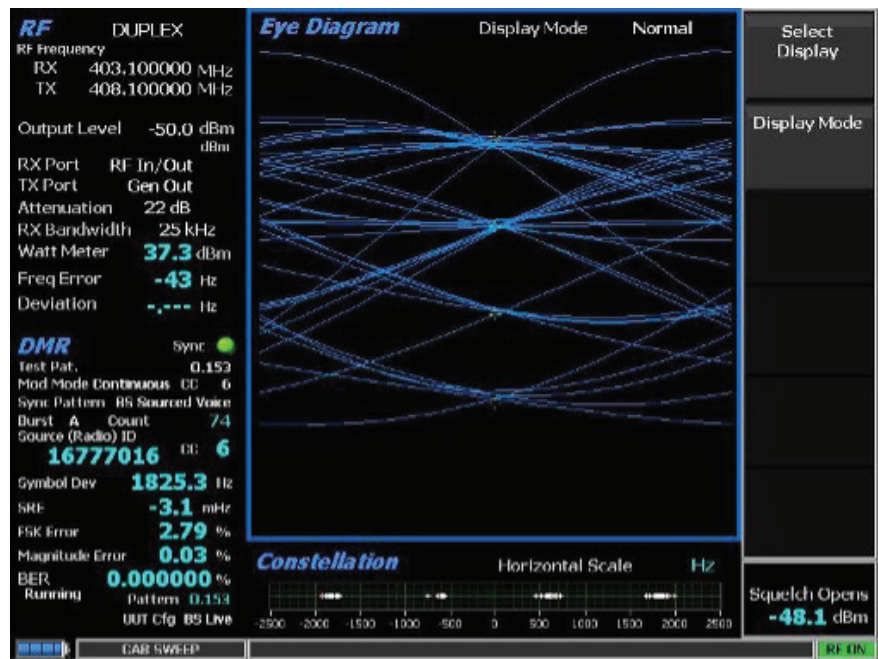 RF DUPLEX
RF Frequency
RX 403.100000 MHz
TX 408.100000 MHz
Output Level -50.0 dBm
dBm
RX Port RF In/Out
TX Port Gen Out
Attenuation 22 dB
RX Bandwidth 25 kHz
Watt Meter 37.3 dBm
Freq Error -43 Hz
Deviation -.--- Hz
DMR Sync
Test Pat. 0.153
Mod Mode Continuous CC 6
Sync Pattern BS Sourced Voice
Burst A Count 74
Source (Radio) ID
16777016 CC 6
Symbol Dev 1825.3 Hz
SRE -3.1 mHz
FSK Error 2.79 %
Magnitude Error 0.03 %
BER 0.000000 %
Running Pattern 0.153
UUT Cfg BS Live
Eye Diagram Display Mode Normal
Constellation Horizontal Scale Hz
-2500 -2000 -1500 -1000 -500 0 500 1000 1500 2000 2500
Select
Display
Display Mode
Squelch Opens
-48.1 dBm
CAB SWEEP
RF ON